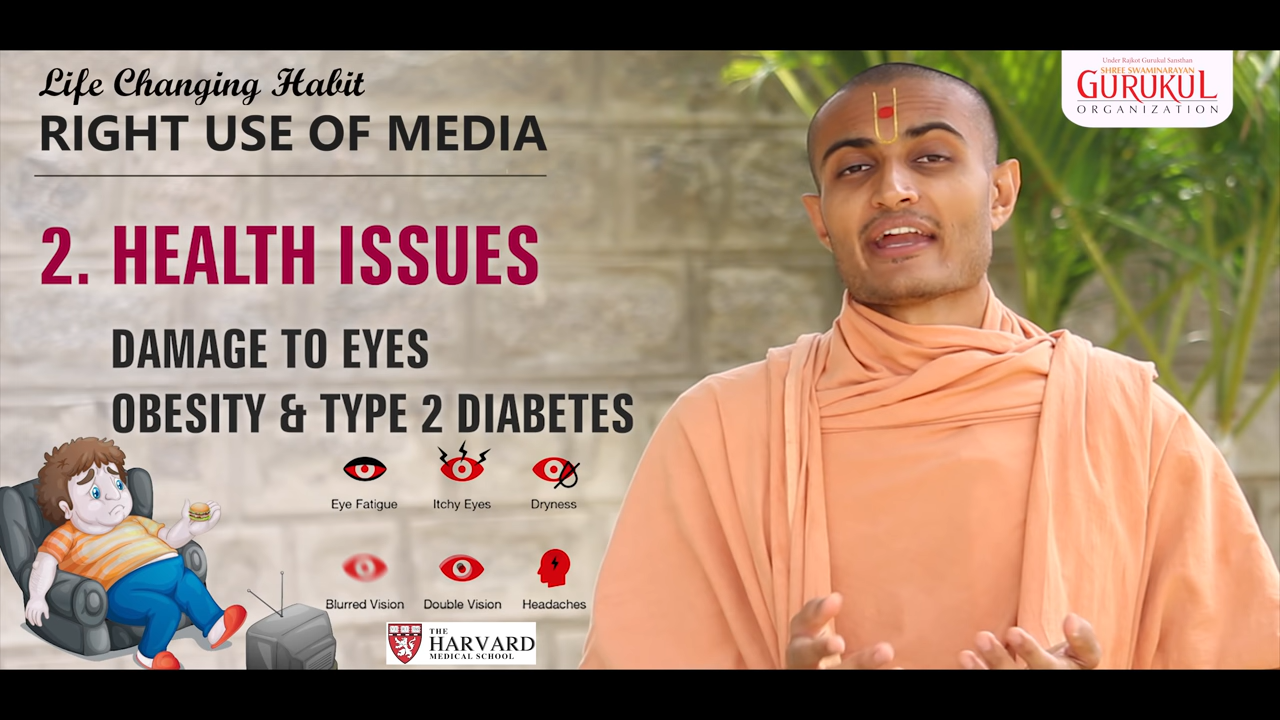 Life Changing Habit
RIGHT USE OF MEDIA
2. HEALTH ISSUES
DAMAGE TO EYES
OBESITY & TYPE 2 DIABETES
Eye Fatigue
Itchy Eyes
Dryness
Blurred Vision
Double Vision
Headaches
THE
HARVARD
MEDICAL SCHOOL
Under Rajkot Gurukul Sansthan
SHREE SWAMINARAYAN
GURUKUL
ORGANIZATION